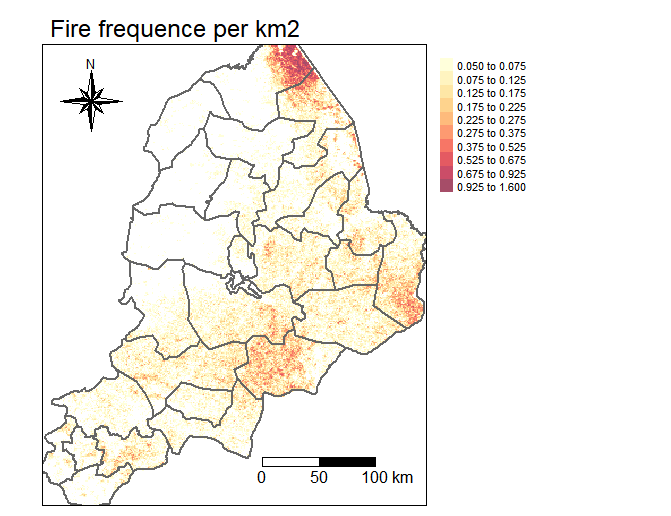 Fire frequence per km2
N
0.050 to 0.075
0.075 to 0.125
0.125 to 0.175
0.175 to 0.225
0.225 to 0.275
0.275 to 0.375
0.375 to 0.525
0.525 to 0.675
0.675 to 0.925
0.925 to 1.600
0 50 100 km